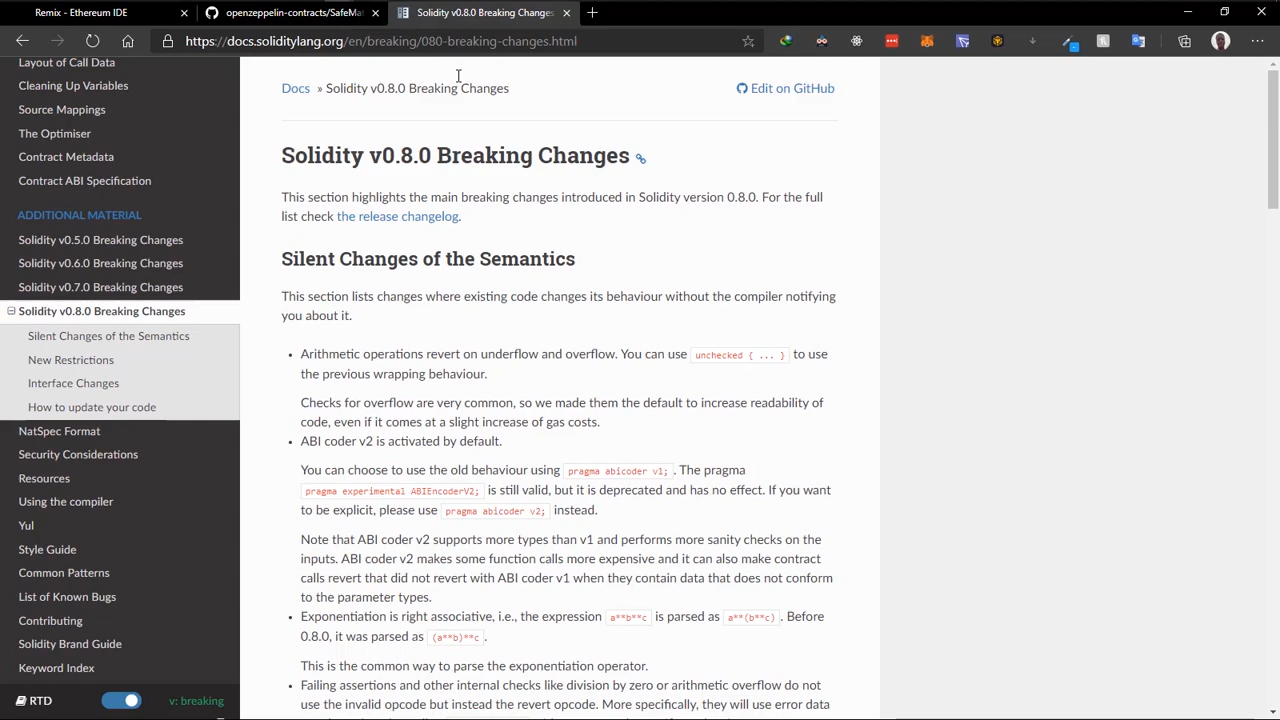 Remix - Ethereum IDE
openzeppelin-contracts/SafeMa
Solidity v0.8.0 Breaking Changes
https://docs.soliditylang.org/en/breaking/080-breaking-changes.html
Layout of Call Data
Cleaning Up Variables
Source Mappings
The Optimiser
Contract Metadata
Contract ABI Specification
ADDITIONAL MATERIAL
Solidity v0.5.0 Breaking Changes
Solidity v0.6.0 Breaking Changes
Solidity v0.7.0 Breaking Changes
Solidity v0.8.0 Breaking Changes
Silent Changes of the Semantics
New Restrictions
Interface Changes
How to update your code
NatSpec Format
Security Considerations
Resources
Using the compiler
Yul
Style Guide
Common Patterns
List of Known Bugs
Contributing
Solidity Brand Guide
Keyword Index
RTD v: breaking
Docs » Solidity v0.8.0 Breaking Changes
Edit on GitHub
Solidity v0.8.0 Breaking Changes
This section highlights the main breaking changes introduced in Solidity version 0.8.0. For the full
list check the release changelog.
Silent Changes of the Semantics
This section lists changes where existing code changes its behaviour without the compiler notifying
you about it.
• Arithmetic operations revert on underflow and overflow. You can use unchecked { ... } to use
the previous wrapping behaviour.
Checks for overflow are very common, so we made them the default to increase readability of
code, even if it comes at a slight increase of gas costs.
• ABI coder v2 is activated by default.
You can choose to use the old behaviour using pragma abicoder v1; . The pragma
pragma experimental ABIEncoderV2; is still valid, but it is deprecated and has no effect. If you want
to be explicit, please use pragma abicoder v2; instead.
Note that ABI coder v2 supports more types than v1 and performs more sanity checks on the
inputs. ABI coder v2 makes some function calls more expensive and it can also make contract
calls revert that did not revert with ABI coder v1 when they contain data that does not conform
to the parameter types.
• Exponentiation is right associative, i.e., the expression a**b**c is parsed as a**(b**c) . Before
0.8.0, it was parsed as (a**b)**c .
This is the common way to parse the exponentiation operator.
• Failing assertions and other internal checks like division by zero or arithmetic overflow do not
use the invalid opcode but instead the revert opcode. More specifically, they will use error data